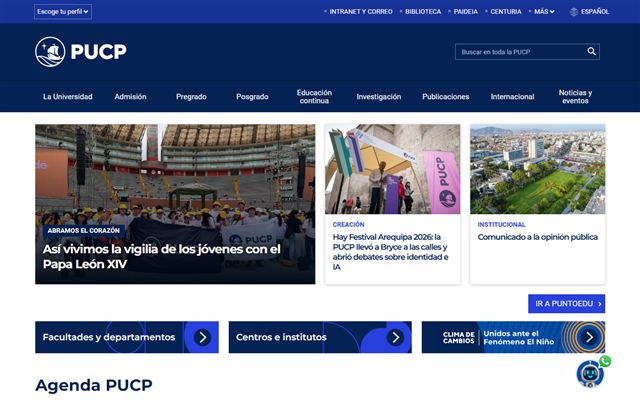 Escoge tu perfil
INTRANET Y CORREO
BIBLIOTECA
PAIDEIA
CENTURIA
MÁS
ESPAÑOL
PUCP
Buscar en toda la PUCP
La Universidad
Admisión
Pregrado
Posgrado
Educación
continua
Investigación
Publicaciones
Internacional
Noticias y
eventos
PUCP
ABRAMOS EL CORAZÓN
Así vivimos la vigilia de los jóvenes con el
Papa León XIV
PUCP
CREACIÓN
Hay Festival Arequipa 2026: la
PUCP llevó a Bryce a las calles y
abrió debates sobre identidad e
IA
INSTITUCIONAL
Comunicado a la opinión pública
IR A PUNTOEDU
Facultades y departamentos
Centros e institutos
CLIMA DE
CAMBIOS
Unidos ante el
Fenómeno El Niño
Agenda PUCP